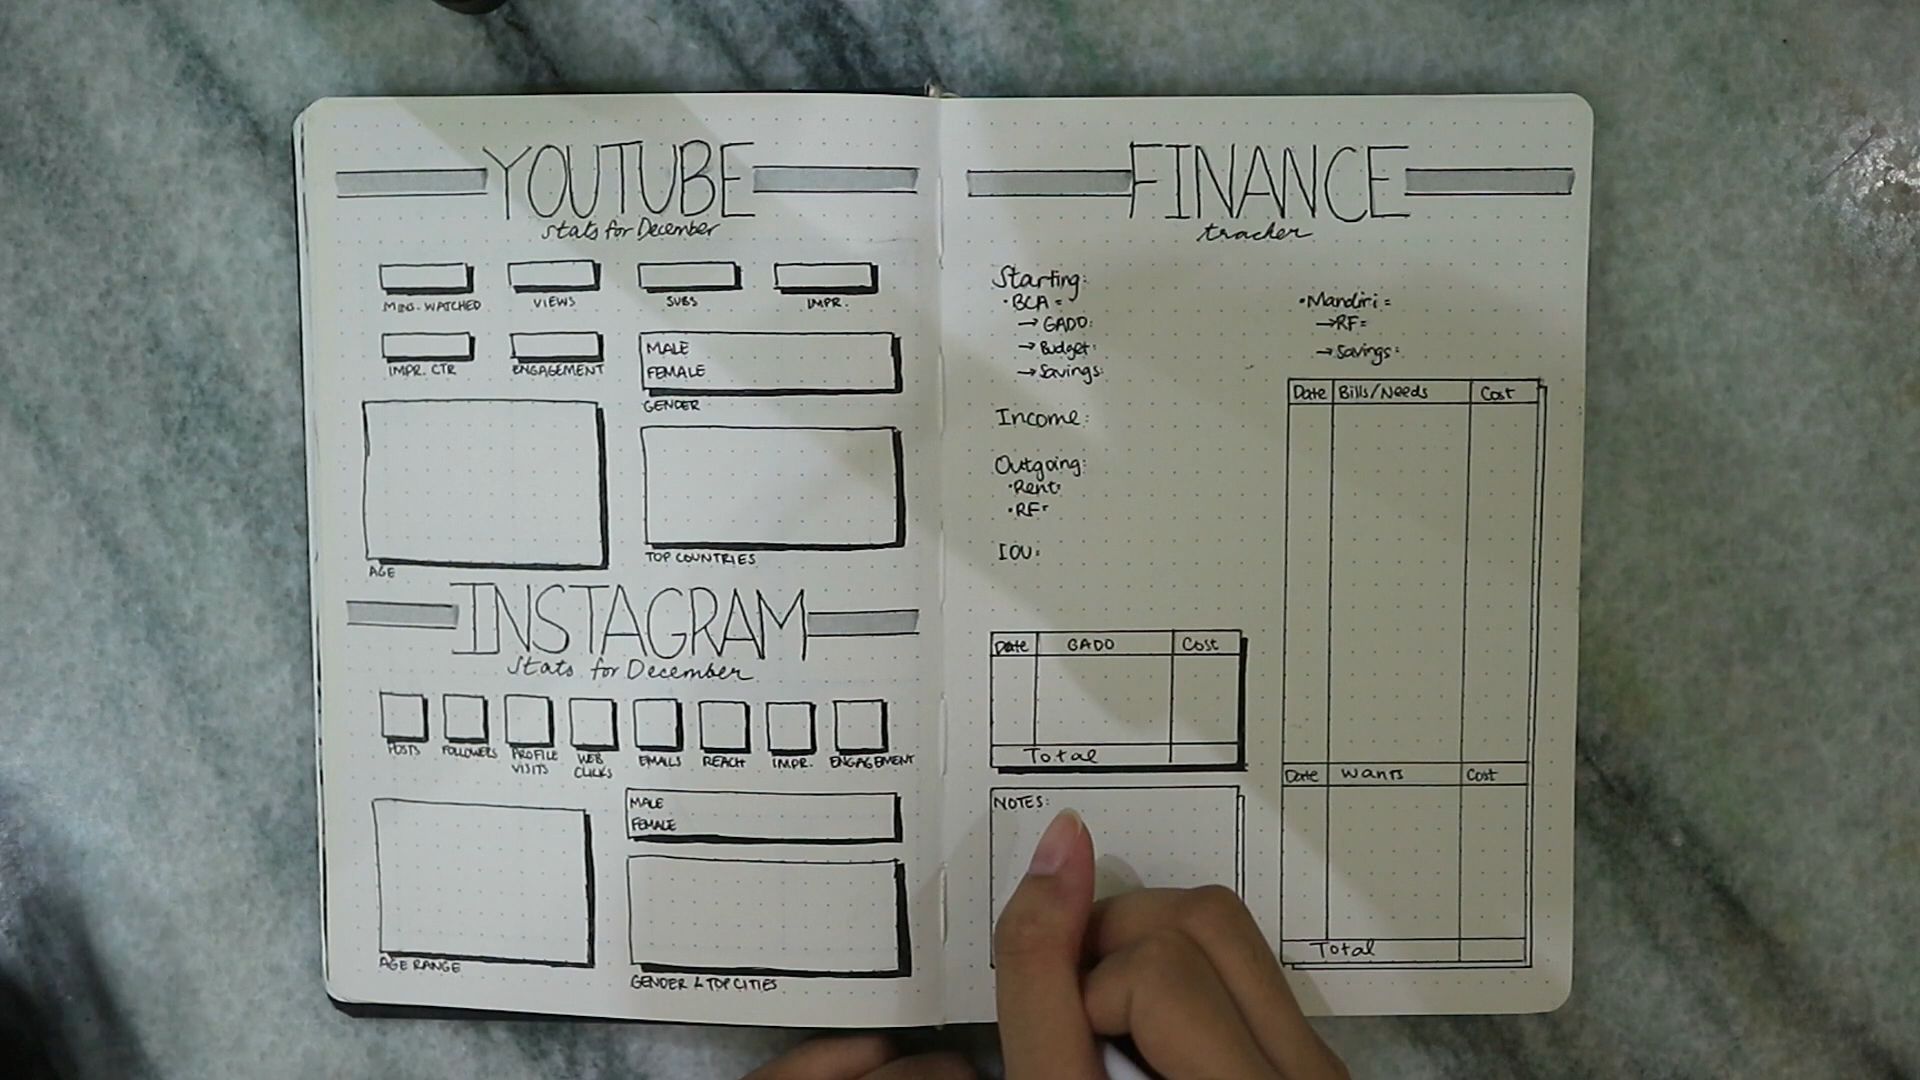 YOUTUBE
stats for December
MINS. WATCHED
VIEWS
SUBS
IMPR.
IMPR. CTR
ENGAGEMENT
MALE
FEMALE
GENDER
AGE
TOP COUNTRIES
INSTAGRAM
Stats for December
POSTS
FOLLOWERS
PROFILE
VISITS
WEB
CLICKS
EMAILS
REACH
IMPR.
ENGAGEMENT
MALE
FEMALE
AGE RANGE
GENDER & TOP CITIES
FINANCE
tracker
Starting:
•BCA =
→ GADO:
→ Budget:
→ Savings:
•Mandiri =
→RF=
→Savings:
Income:
Outgoing:
•Rent:
•RF:
IOU:
Date GADO Cost
Total
NOTES:
Date Bills/Needs Cost
Date Wants Cost
Total